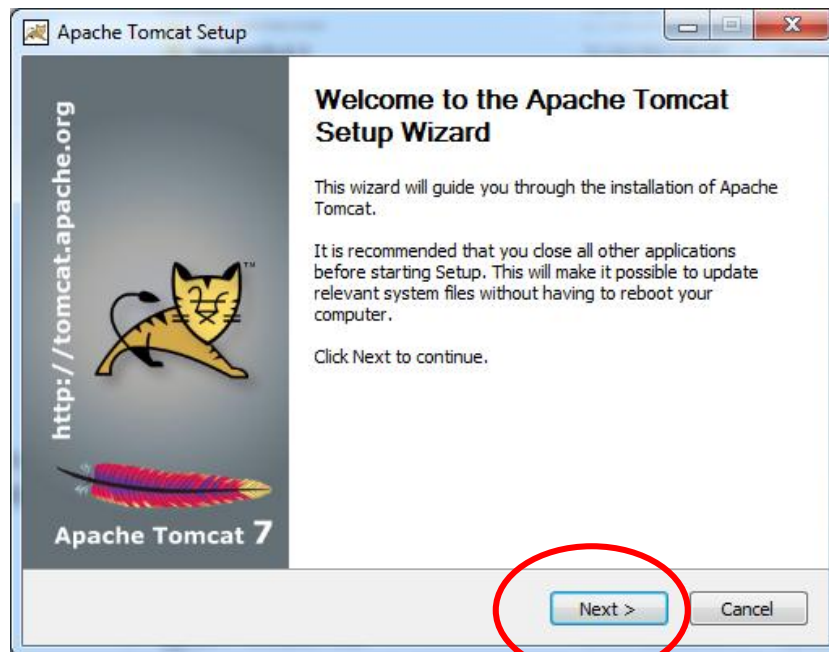 Apache Tomcat Setup
http://tomcat.apache.org
TM
Apache Tomcat 7
Welcome to the Apache Tomcat
Setup Wizard
This wizard will guide you through the installation of Apache
Tomcat.
It is recommended that you close all other applications
before starting Setup. This will make it possible to update
relevant system files without having to reboot your
computer.
Click Next to continue.
Next >
Cancel